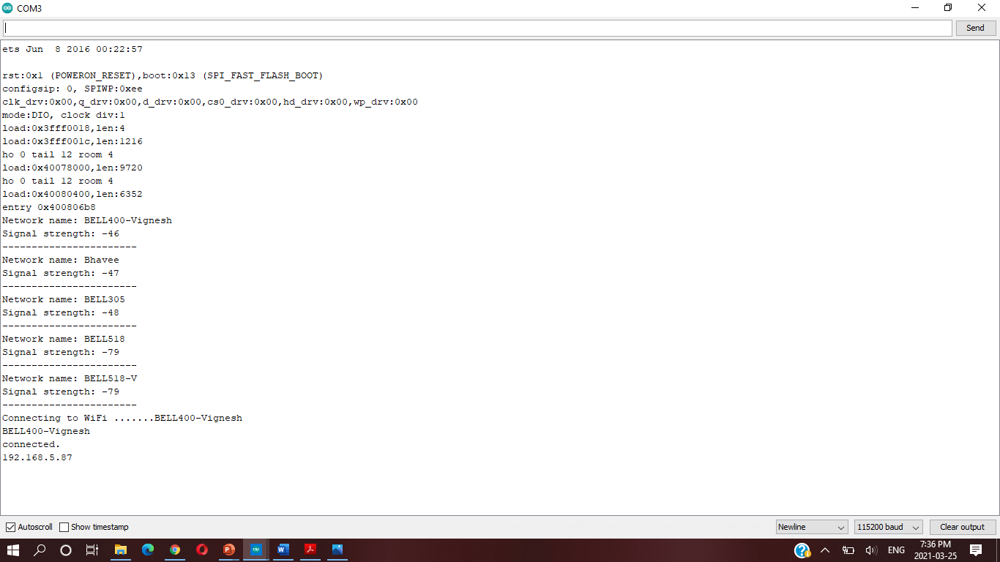 COM3
Send
ets Jun  8 2016 00:22:57
rst:0x1 (POWERON_RESET),boot:0x13 (SPI_FAST_FLASH_BOOT)
configsip: 0, SPIWP:0xee
clk_drv:0x00,q_drv:0x00,d_drv:0x00,cs0_drv:0x00,hd_drv:0x00,wp_drv:0x00
mode:DIO, clock div:1
load:0x3fff0018,len:4
load:0x3fff001c,len:1216
ho 0 tail 12 room 4
load:0x40078000,len:9720
ho 0 tail 12 room 4
load:0x40080400,len:6352
entry 0x400806b8
Network name: BELL400-Vignesh
Signal strength: -46
-----------------------
Network name: Bhavee
Signal strength: -47
-----------------------
Network name: BELL305
Signal strength: -48
-----------------------
Network name: BELL518
Signal strength: -79
-----------------------
Network name: BELL518-V
Signal strength: -79
-----------------------
Connecting to WiFi .......BELL400-Vignesh
BELL400-Vignesh
connected.
192.168.5.87
Autoscroll Show timestamp Newline 115200 baud Clear output
ENG 7:36 PM
2021-03-25